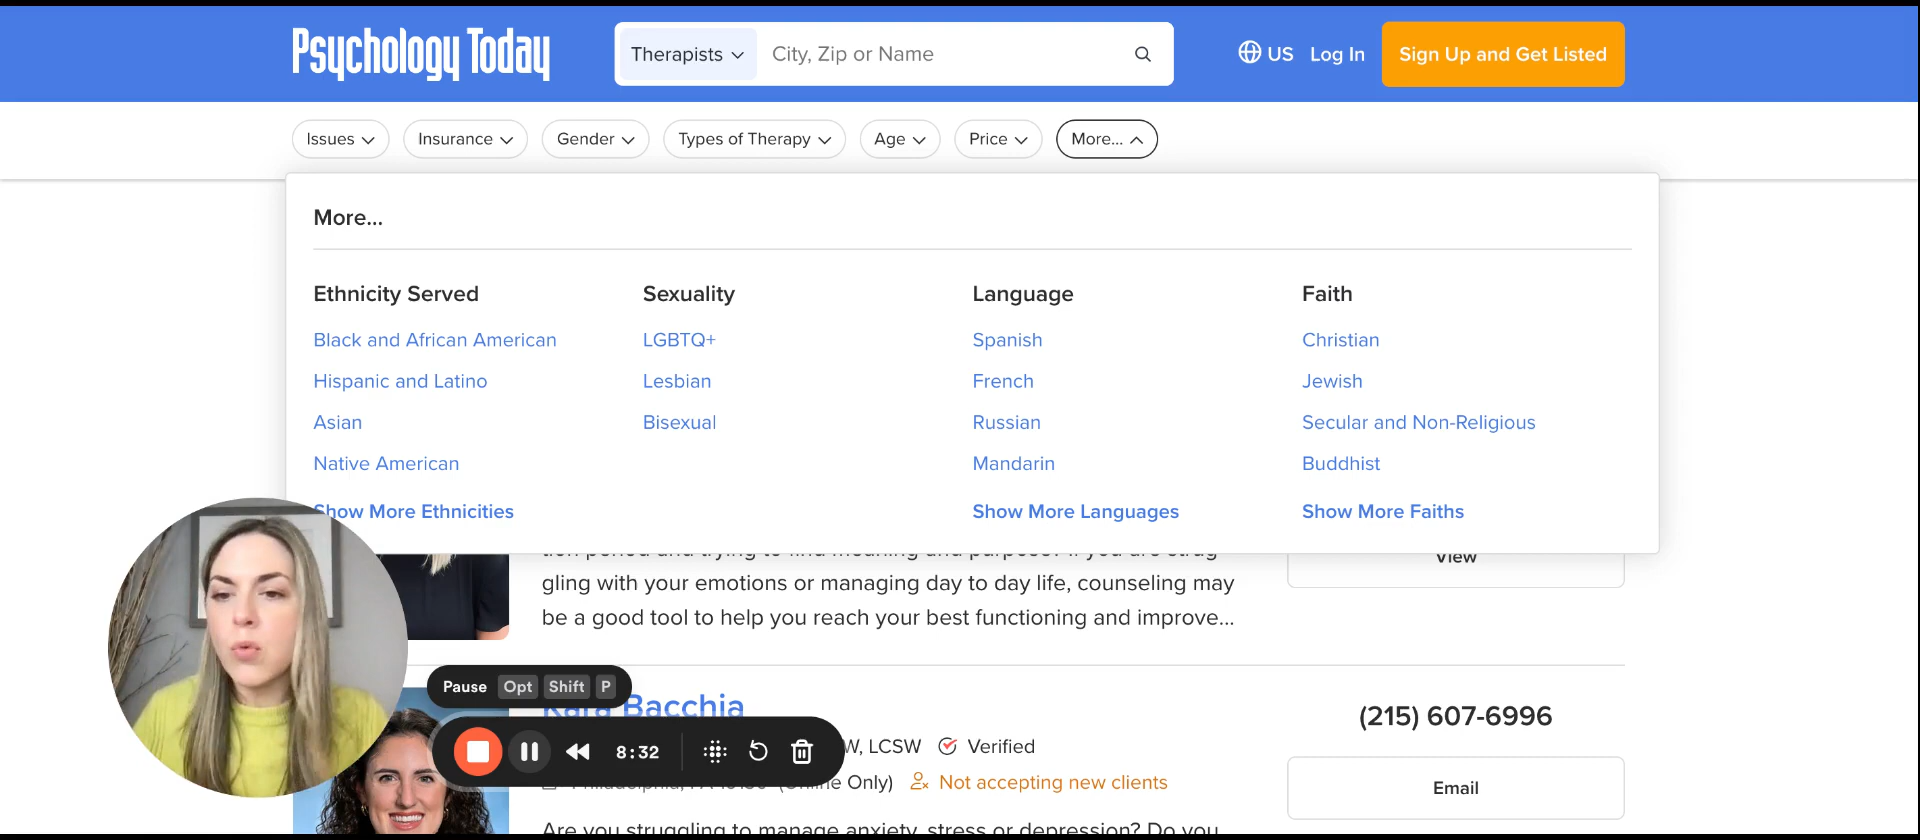 Psychology Today
Therapists
City, Zip or Name
US
Log In
Sign Up and Get Listed
Issues
Insurance
Gender
Types of Therapy
Age
Price
More...
More...
Ethnicity Served
Black and African American
Hispanic and Latino
Asian
Native American
Show More Ethnicities
Sexuality
LGBTQ+
Lesbian
Bisexual
Language
Spanish
French
Russian
Mandarin
Show More Languages
Faith
Christian
Jewish
Secular and Non-Religious
Buddhist
Show More Faiths
tion period and trying to find meaning and purpose? If you are strug-
gling with your emotions or managing day to day life, counseling may
be a good tool to help you reach your best functioning and improve...
View
Pause Opt Shift P
Kara Bacchia
(215) 607-6996
8:32
W, LCSW
Verified
Philadelphia, PA
Only)
Not accepting new clients
Email
Are you struggling to manage anxiety, stress or depression? Do you